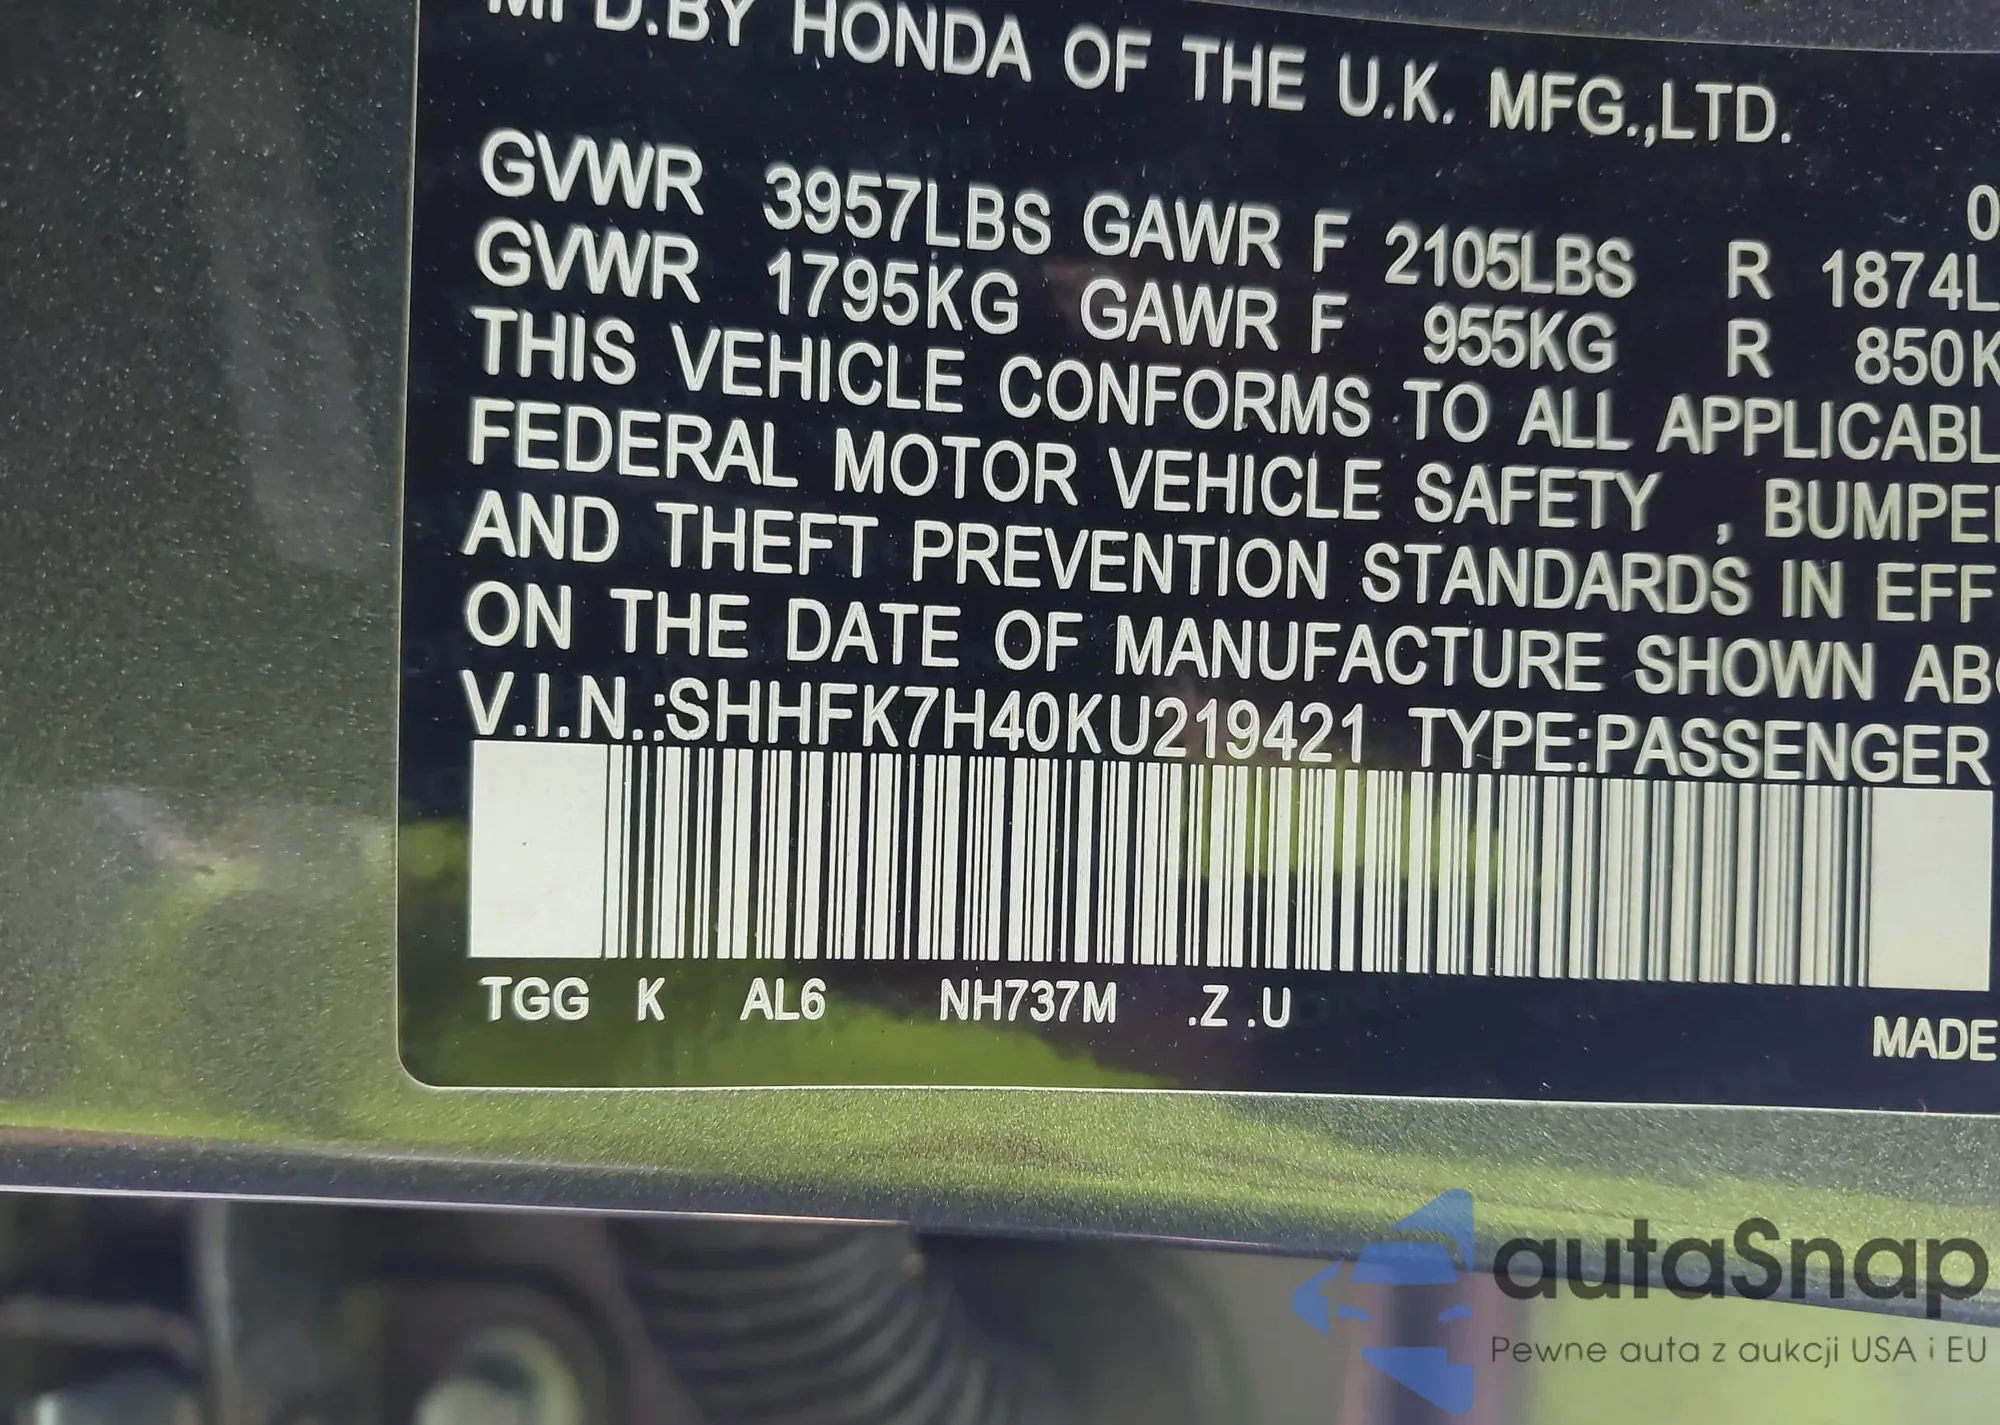 MFD.BY HONDA OF THE U.K. MFG.,LTD.
0
GVWR 3957LBS GAWR F 2105LBS R 1874L
GVWR 1795KG GAWR F 955KG R 850K
THIS VEHICLE CONFORMS TO ALL APPLICABL
FEDERAL MOTOR VEHICLE SAFETY , BUMPE
AND THEFT PREVENTION STANDARDS IN EFF
ON THE DATE OF MANUFACTURE SHOWN AB
V.I.N.:SHHFK7H40KU219421 TYPE:PASSENGER
TGG K AL6 NH737M .Z .U
MADE
autaSnap
Pewne auta z aukcji USA i EU